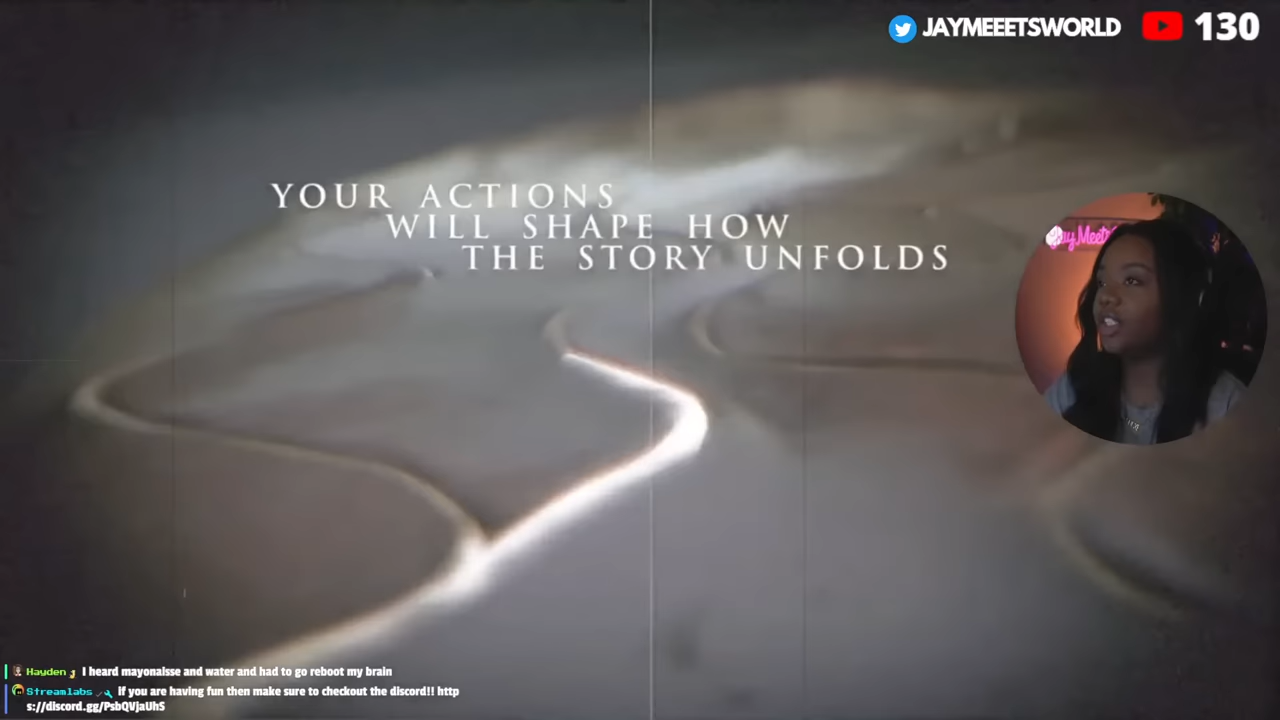 JAYMEEETSWORLD 130
YOUR ACTIONS
WILL SHAPE HOW
THE STORY UNFOLDS
Jay Meets
Hayden I heard mayonaisse and water and had to go reboot my brain
Streamlabs if you are having fun then make sure to checkout the discord!! http
s://discord.gg/PsbQVjaUhS